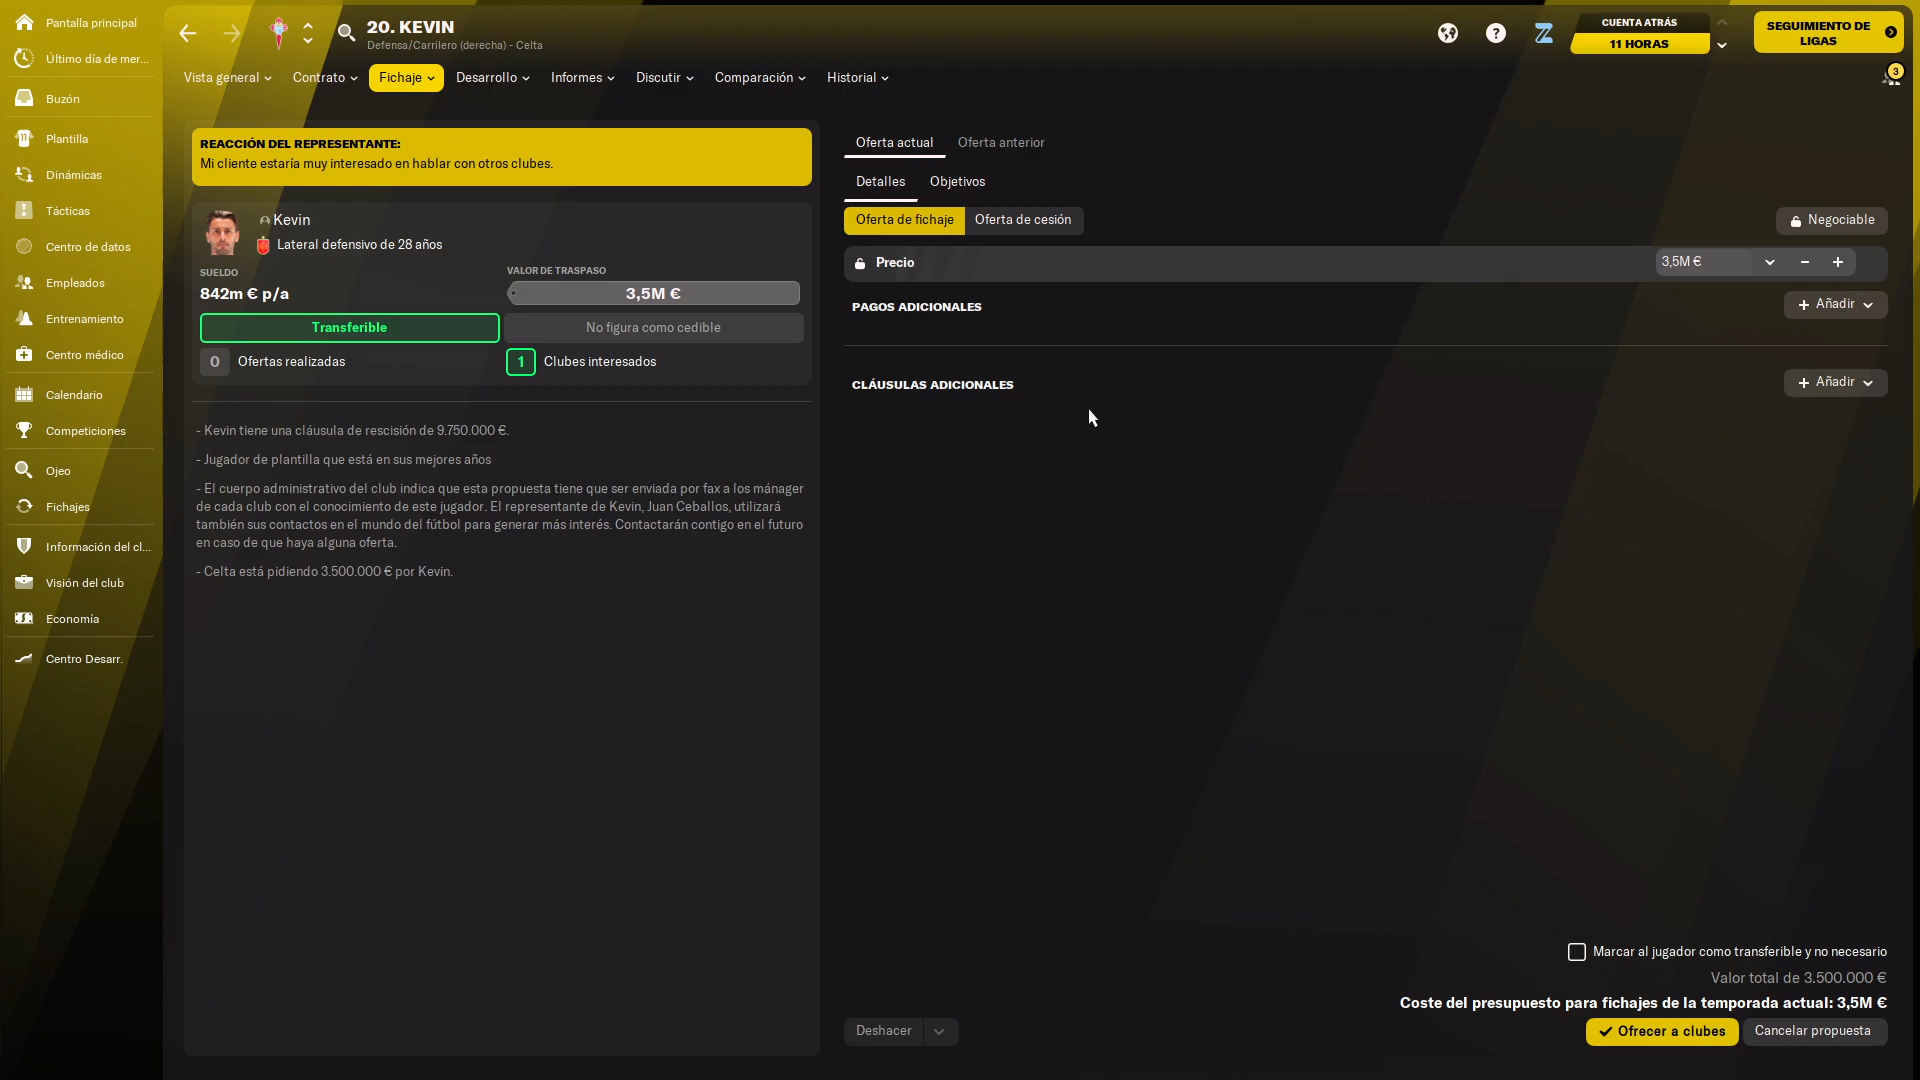 Pantalla principal
Último día de mer...
Buzón
Plantilla
Dinámicas
Tácticas
Centro de datos
Empleados
Entrenamiento
Centro médico
Calendario
Competiciones
Ojeo
Fichajes
Información del cl...
Visión del club
Economía
Centro Desarr.
20. KEVIN
Defensa/Carrilero (derecha) - Celta
CUENTA ATRÁS
11 HORAS
SEGUIMIENTO DE
LIGAS
3
Vista general
Contrato
Fichaje
Desarrollo
Informes
Discutir
Comparación
Historial
REACCIÓN DEL REPRESENTANTE:
Mi cliente estaría muy interesado en hablar con otros clubes.
Kevin
Lateral defensivo de 28 años
SUELDO
842m € p/a
VALOR DE TRASPASO
3,5M €
Transferible
No figura como cedible
0 Ofertas realizadas
1 Clubes interesados
- Kevin tiene una cláusula de rescisión de 9.750.000 €.
- Jugador de plantilla que está en sus mejores años
- El cuerpo administrativo del club indica que esta propuesta tiene que ser enviada por fax a los mánager
de cada club con el conocimiento de este jugador. El representante de Kevin, Juan Ceballos, utilizará
también sus contactos en el mundo del fútbol para generar más interés. Contactarán contigo en el futuro
en caso de que haya alguna oferta.
- Celta está pidiendo 3.500.000 € por Kevin.
Oferta actual
Oferta anterior
Detalles
Objetivos
Oferta de fichaje
Oferta de cesión
Negociable
Precio
3,5M €
PAGOS ADICIONALES
+ Añadir
CLÁUSULAS ADICIONALES
+ Añadir
Marcar al jugador como transferible y no necesario
Valor total de 3.500.000 €
Coste del presupuesto para fichajes de la temporada actual: 3,5M €
Deshacer
Ofrecer a clubes
Cancelar propuesta